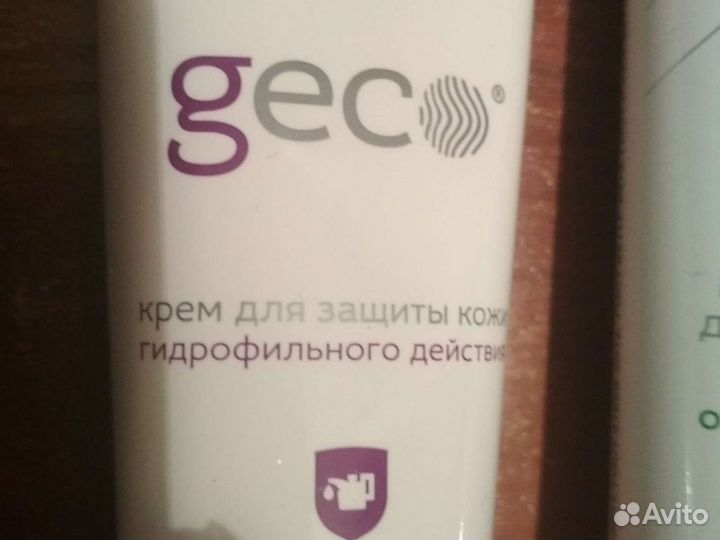 geco®
крем для защиты кожи
гидрофильного действия
Д
о
Avito